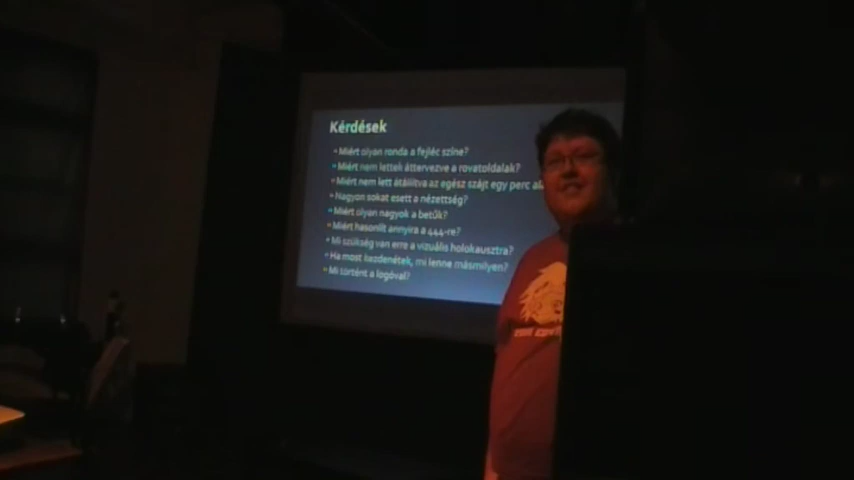 Kérdések
• Miért olyan ronda a fejléc színe?
• Miért nem lettek áttervezve a rovatoldalak?
• Miért nem lett átállítva az egész szájt egy perc
• Nagyon sokat esett a nézettség?
• Miért olyan nagyok a betűk?
• Miért hasonlít annyira a 444-re?
• Mi szükség van erre a vizuális holokausztra?
• Ha most kezdenétek, mi lenne másmilyen?
• Mi történt a logóval?